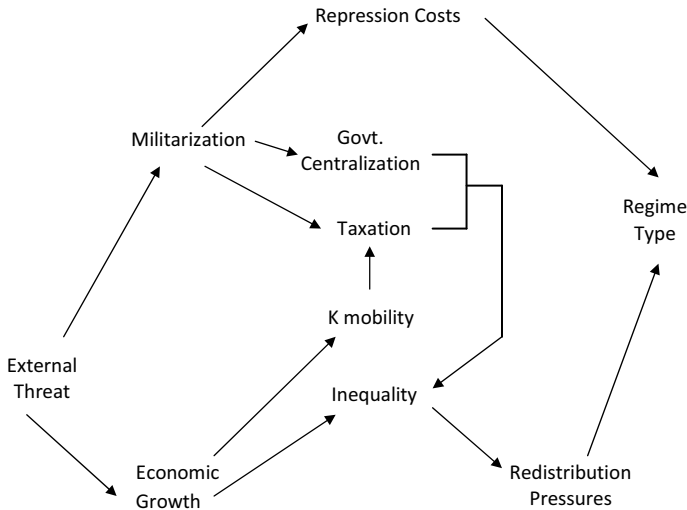 Repression Costs
Militarization
Govt.
Centralization
Taxation
Regime
Type
K mobility
External
Threat
Inequality
Economic
Growth
Redistribution
Pressures